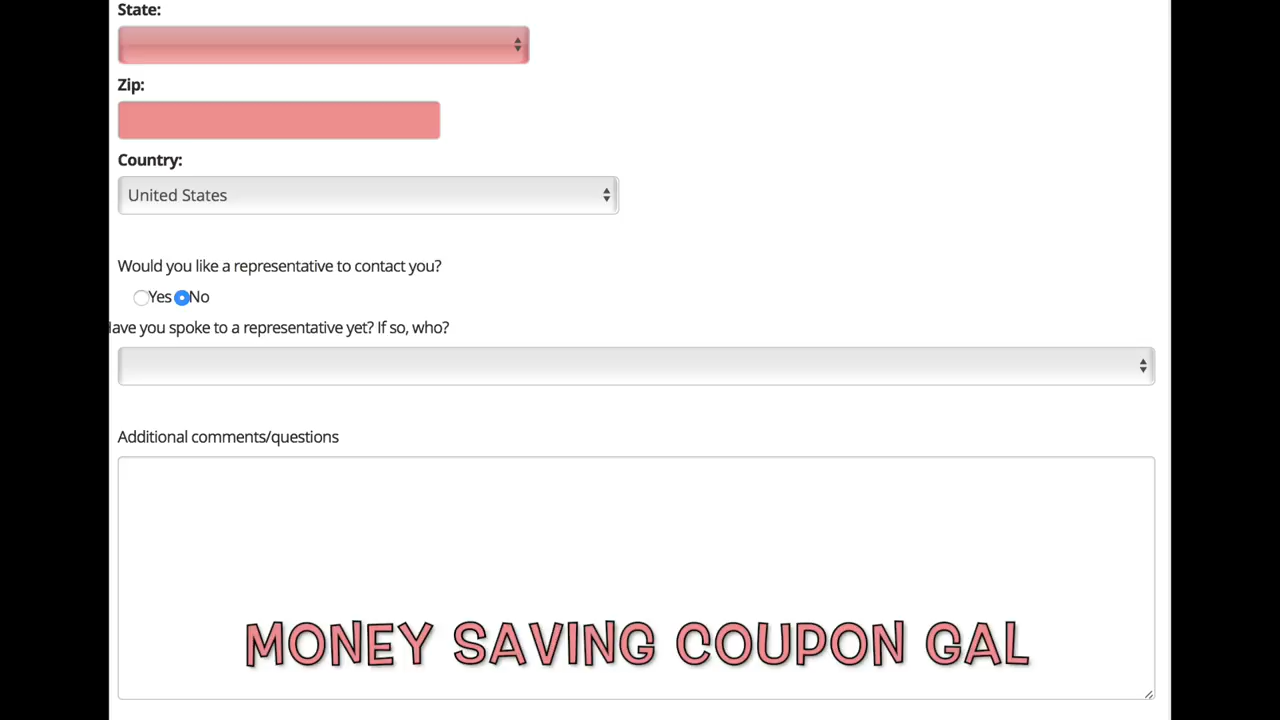 State:
Zip:
Country:
United States
Would you like a representative to contact you?
Yes No
ave you spoke to a representative yet? If so, who?
Additional comments/questions
MONEY SAVING COUPON GAL